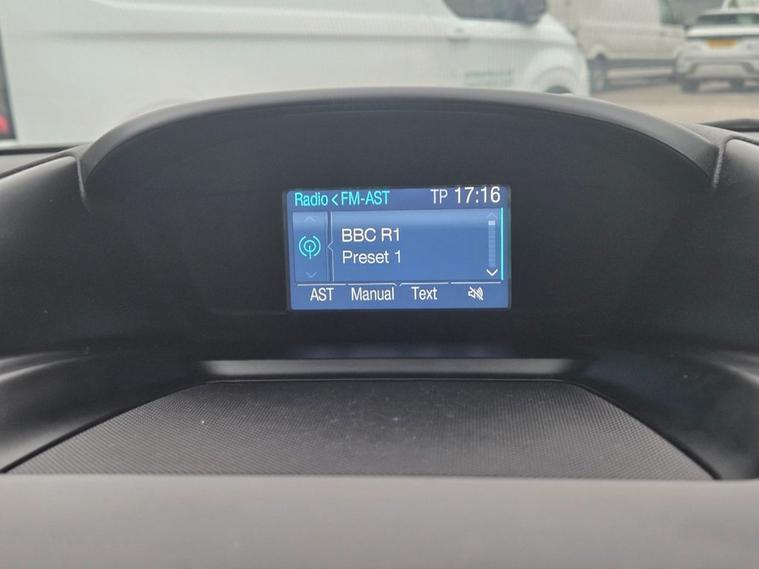 Radio < FM-AST TP 17:16
BBC R1
Preset 1
AST Manual Text